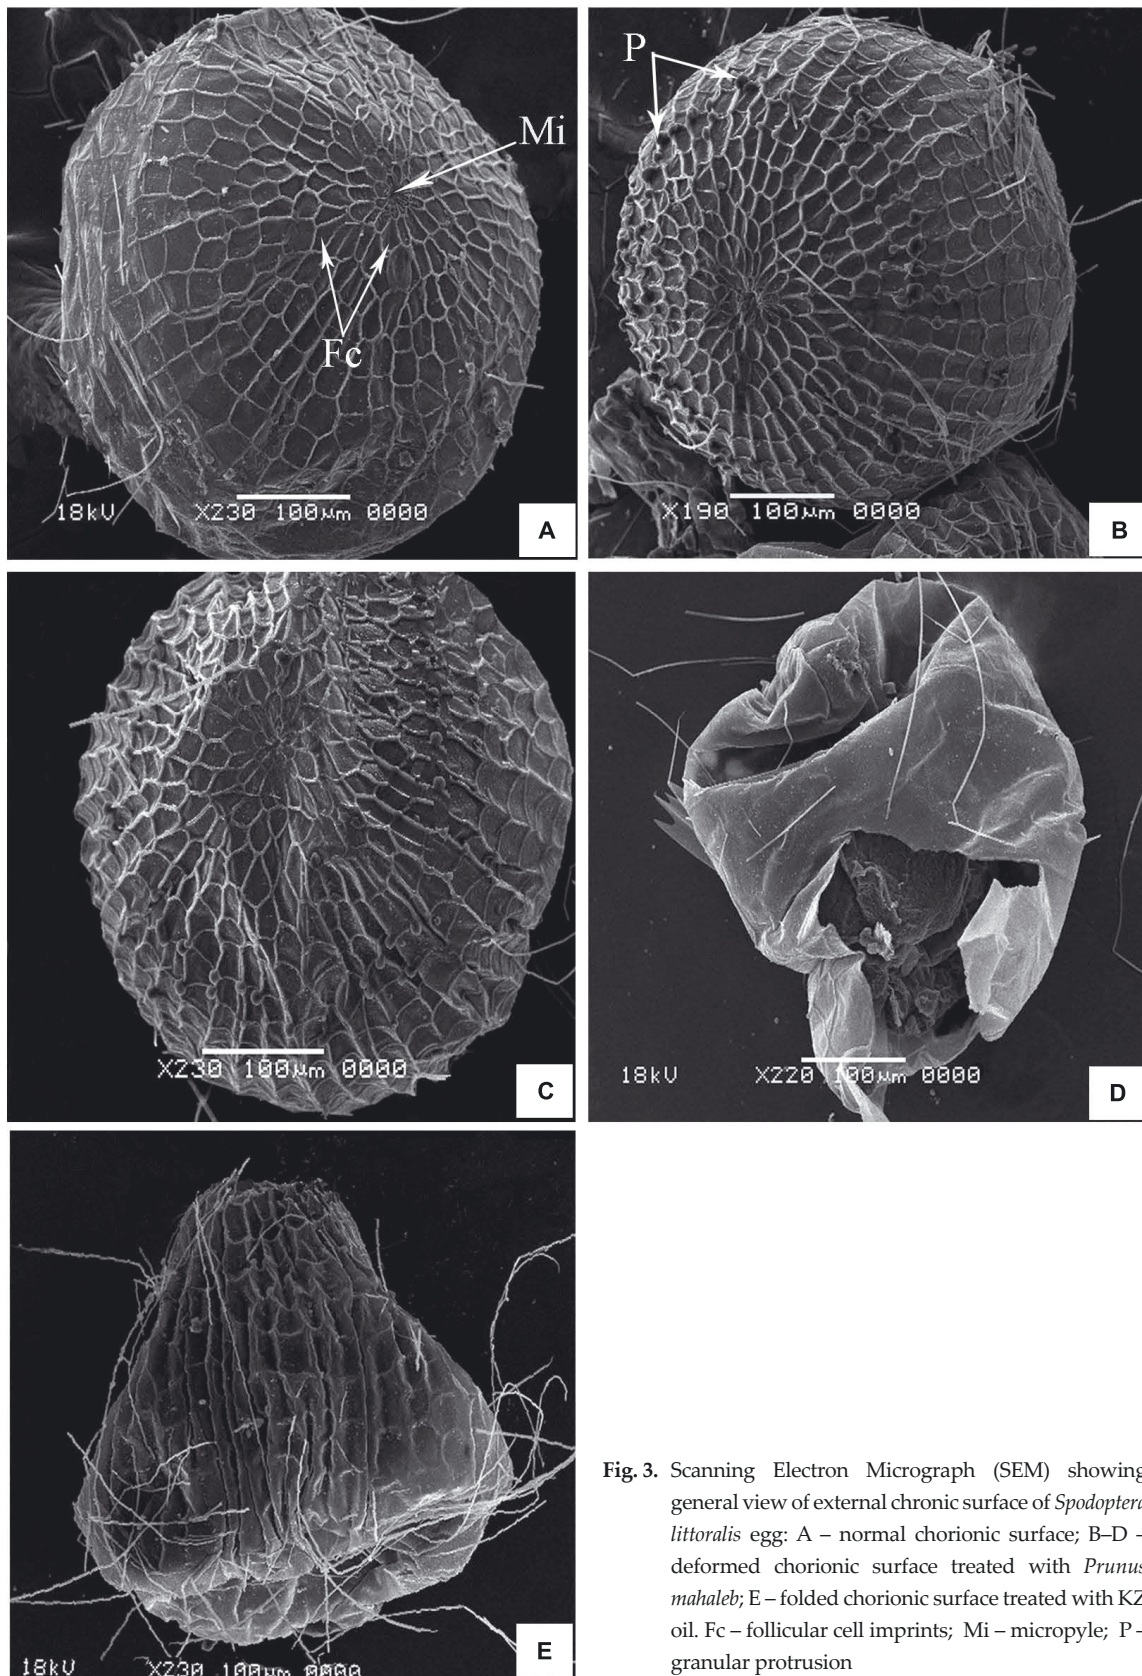 Mi
Fc
18kV X230 100µm 0000
A
P
X190 100µm 0000
B
X230 100µm 0000
C
18kV X220 100µm 0000
D
18kV X230 100µm 0000
E
Fig. 3. Scanning Electron Micrograph (SEM) showing
general view of external chronic surface of Spodoptera
littoralis egg: A – normal chorionic surface; B–D –
deformed chorionic surface treated with Prunus
mahaleb; E – folded chorionic surface treated with KZ
oil. Fc – follicular cell imprints; Mi – micropyle; P –
granular protrusion